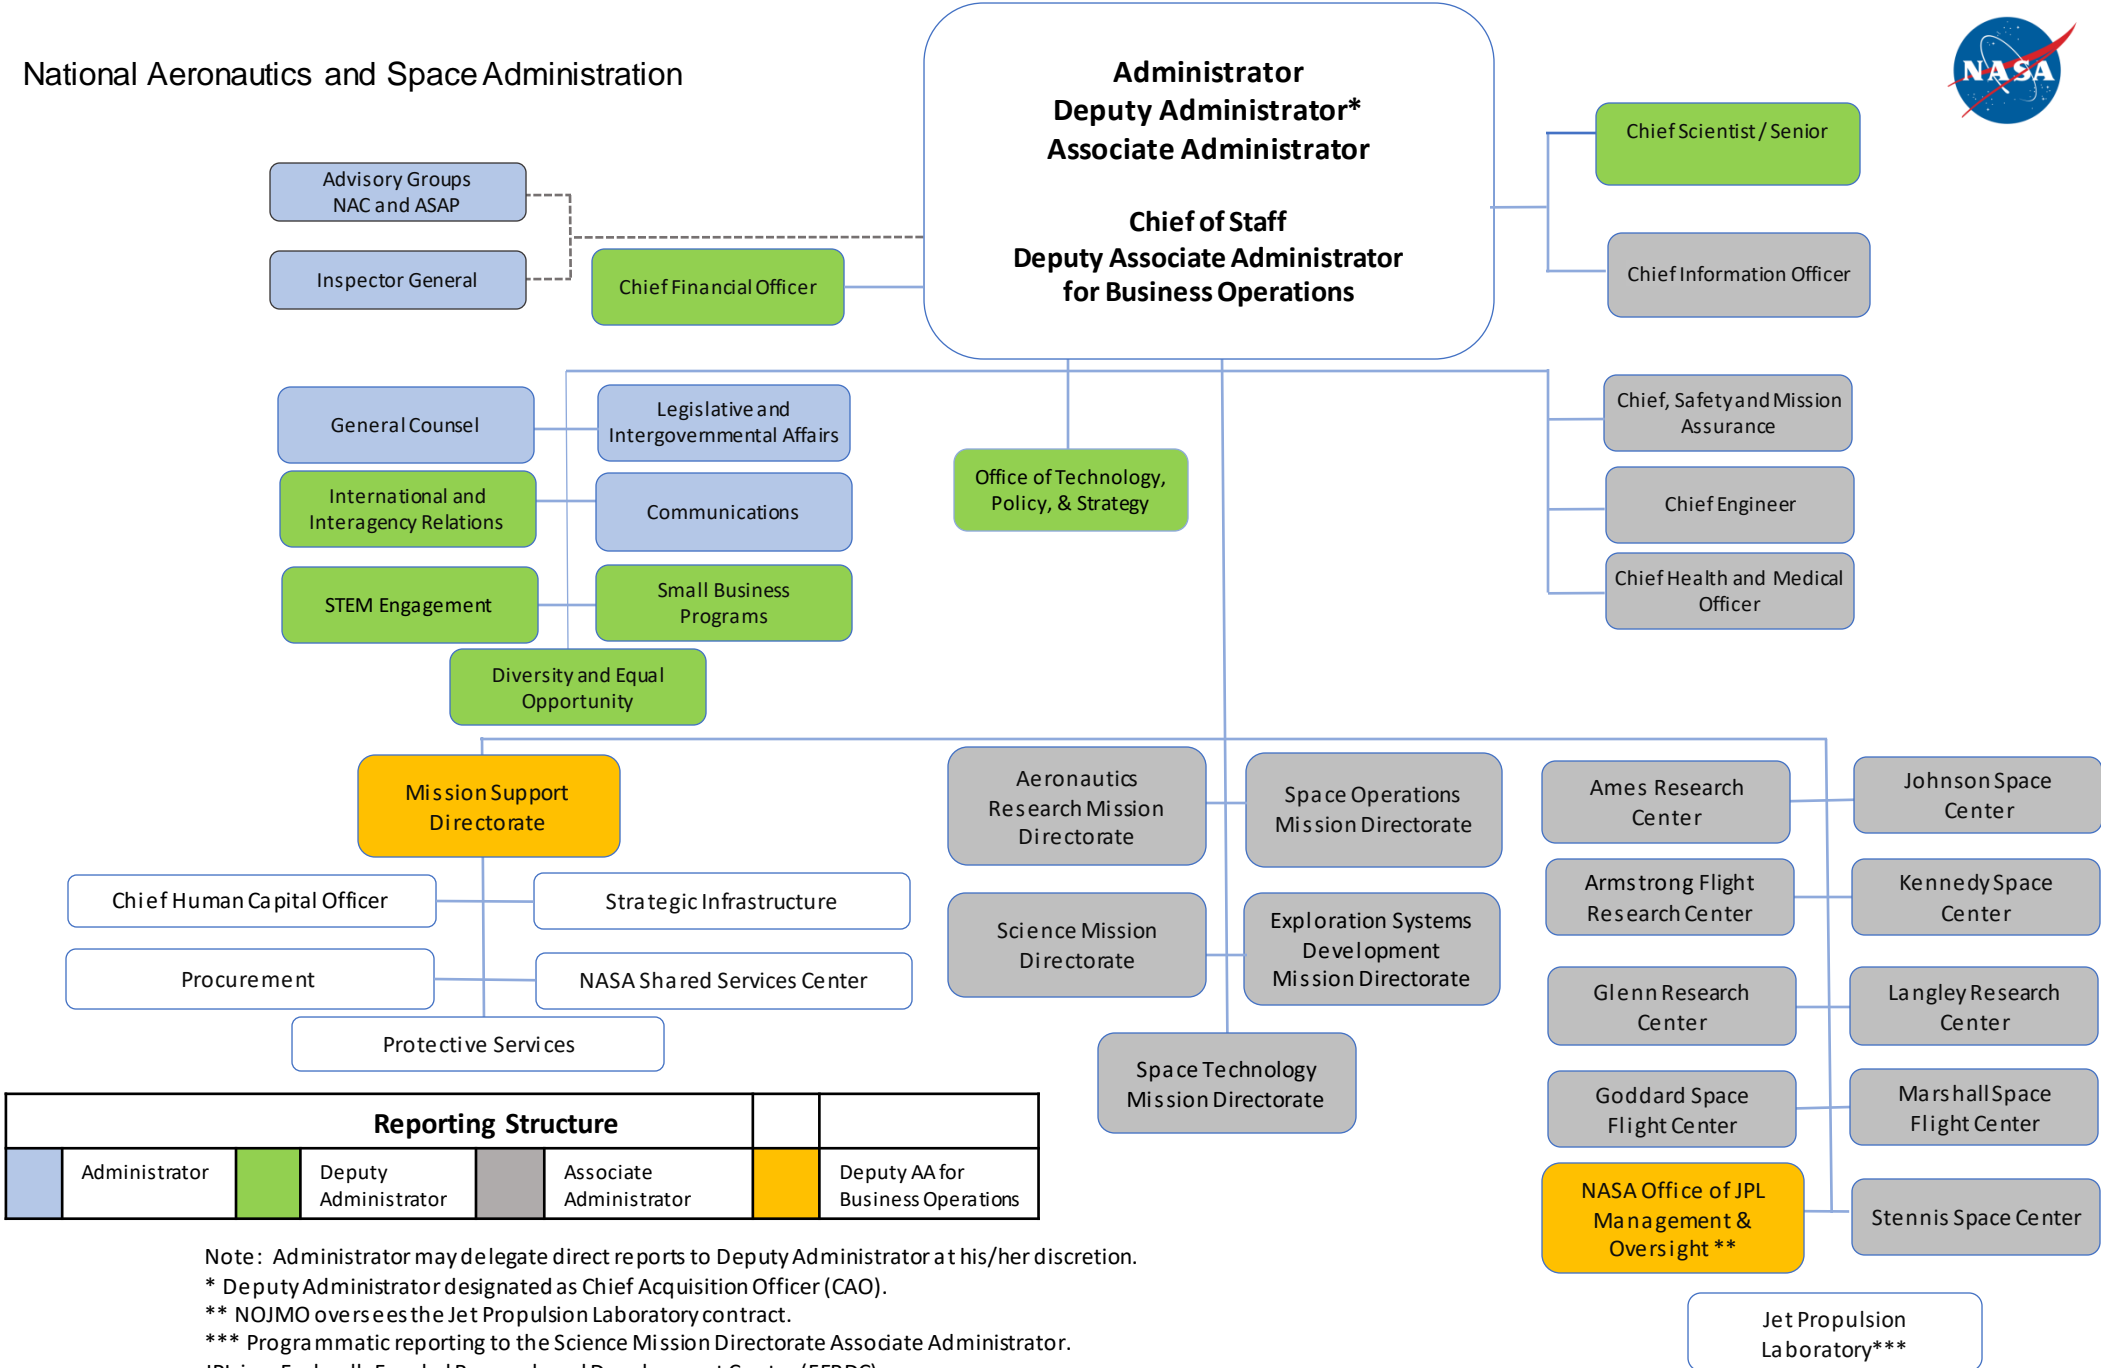 National Aeronautics and Space Administration
Administrator
Deputy Administrator*
Associate Administrator
Chief of Staff
Deputy Associate Administrator
for Business Operations
NASA
Chief Scientist / Senior
Chief Information Officer
Advisory Groups
NAC and ASAP
Inspector General
Chief Financial Officer
General Counsel
Legislative and
Intergovernmental Affairs
International and
Interagency Relations
Communications
STEM Engagement
Small Business
Programs
Diversity and Equal
Opportunity
Office of Technology,
Policy, & Strategy
Chief, Safety and Mission
Assurance
Chief Engineer
Chief Health and Medical
Officer
Mission Support
Directorate
Chief Human Capital Officer
Strategic Infrastructure
Procurement
NASA Shared Services Center
Protective Services
Aeronautics
Research Mission
Directorate
Space Operations
Mission Directorate
Science Mission
Directorate
Exploration Systems
Development
Mission Directorate
Space Technology
Mission Directorate
Ames Research
Center
Johnson Space
Center
Armstrong Flight
Research Center
Kennedy Space
Center
Glenn Research
Center
Langley Research
Center
Goddard Space
Flight Center
Marshall Space
Flight Center
NASA Office of JPL
Management &
Oversight **
Stennis Space Center
Jet Propulsion
Laboratory***
Reporting Structure
Administrator
Deputy
Administrator
Associate
Administrator
Deputy AA for
Business Operations
Note: Administrator may delegate direct reports to Deputy Administrator at his/her discretion.
* Deputy Administrator designated as Chief Acquisition Officer (CAO).
** NOJMO oversees the Jet Propulsion Laboratory contract.
*** Programmatic reporting to the Science Mission Directorate Associate Administrator.
JPL is a Federally Funded Research and Development Center (FFRDC)